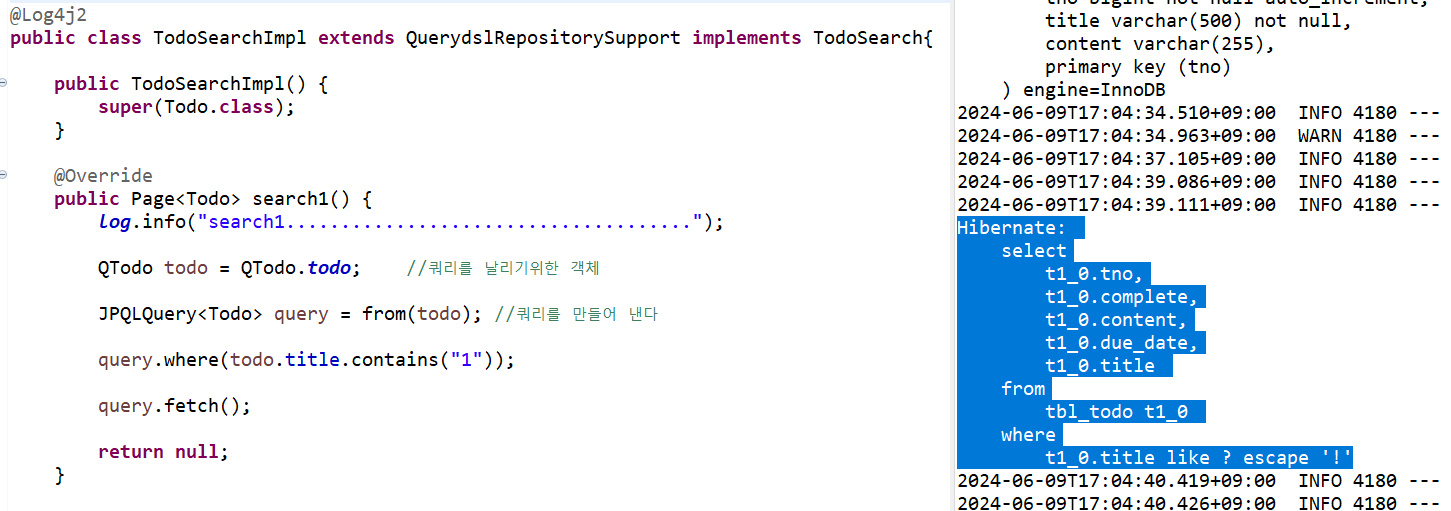 @Log4j2
public class TodoSearchImpl extends QuerydslRepositorySupport implements TodoSearch{
public TodoSearchImpl() {
super(Todo.class);
}
@Override
public Page<Todo> search1() {
log.info("search1.....................................");
QTodo todo = QTodo.todo; //쿼리를 날리기위한 객체
JPQLQuery<Todo> query = from(todo); //쿼리를 만들어 낸다
query.where(todo.title.contains("1"));
query.fetch();
return null;
}
tno bigint not null auto_increment,
title varchar(500) not null,
content varchar(255),
primary key (tno)
) engine=InnoDB
2024-06-09T17:04:34.510+09:00  INFO 4180 ---
2024-06-09T17:04:34.963+09:00  WARN 4180 ---
2024-06-09T17:04:37.105+09:00  INFO 4180 ---
2024-06-09T17:04:39.086+09:00  INFO 4180 ---
2024-06-09T17:04:39.111+09:00  INFO 4180 ---
Hibernate:
select
t1_0.tno,
t1_0.complete,
t1_0.content,
t1_0.due_date,
t1_0.title
from
tbl_todo t1_0
where
t1_0.title like ? escape '!'
2024-06-09T17:04:40.419+09:00  INFO 4180 ---
2024-06-09T17:04:40.426+09:00  INFO 4180 ---